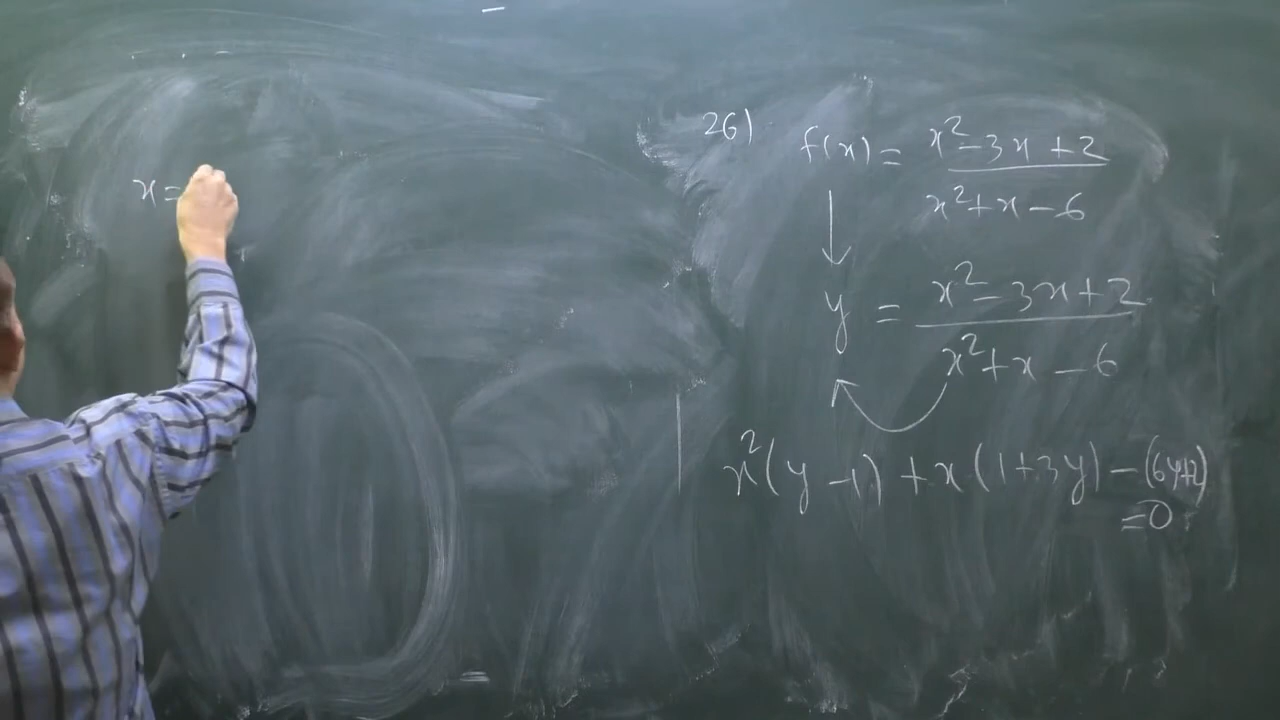 x =
26) f(x) = x² - 3x + 2 / x² + x - 6
y = x² - 3x + 2 / x² + x - 6
x²(y - 1) + x(1 + 3y) - (6y+2)
= 0